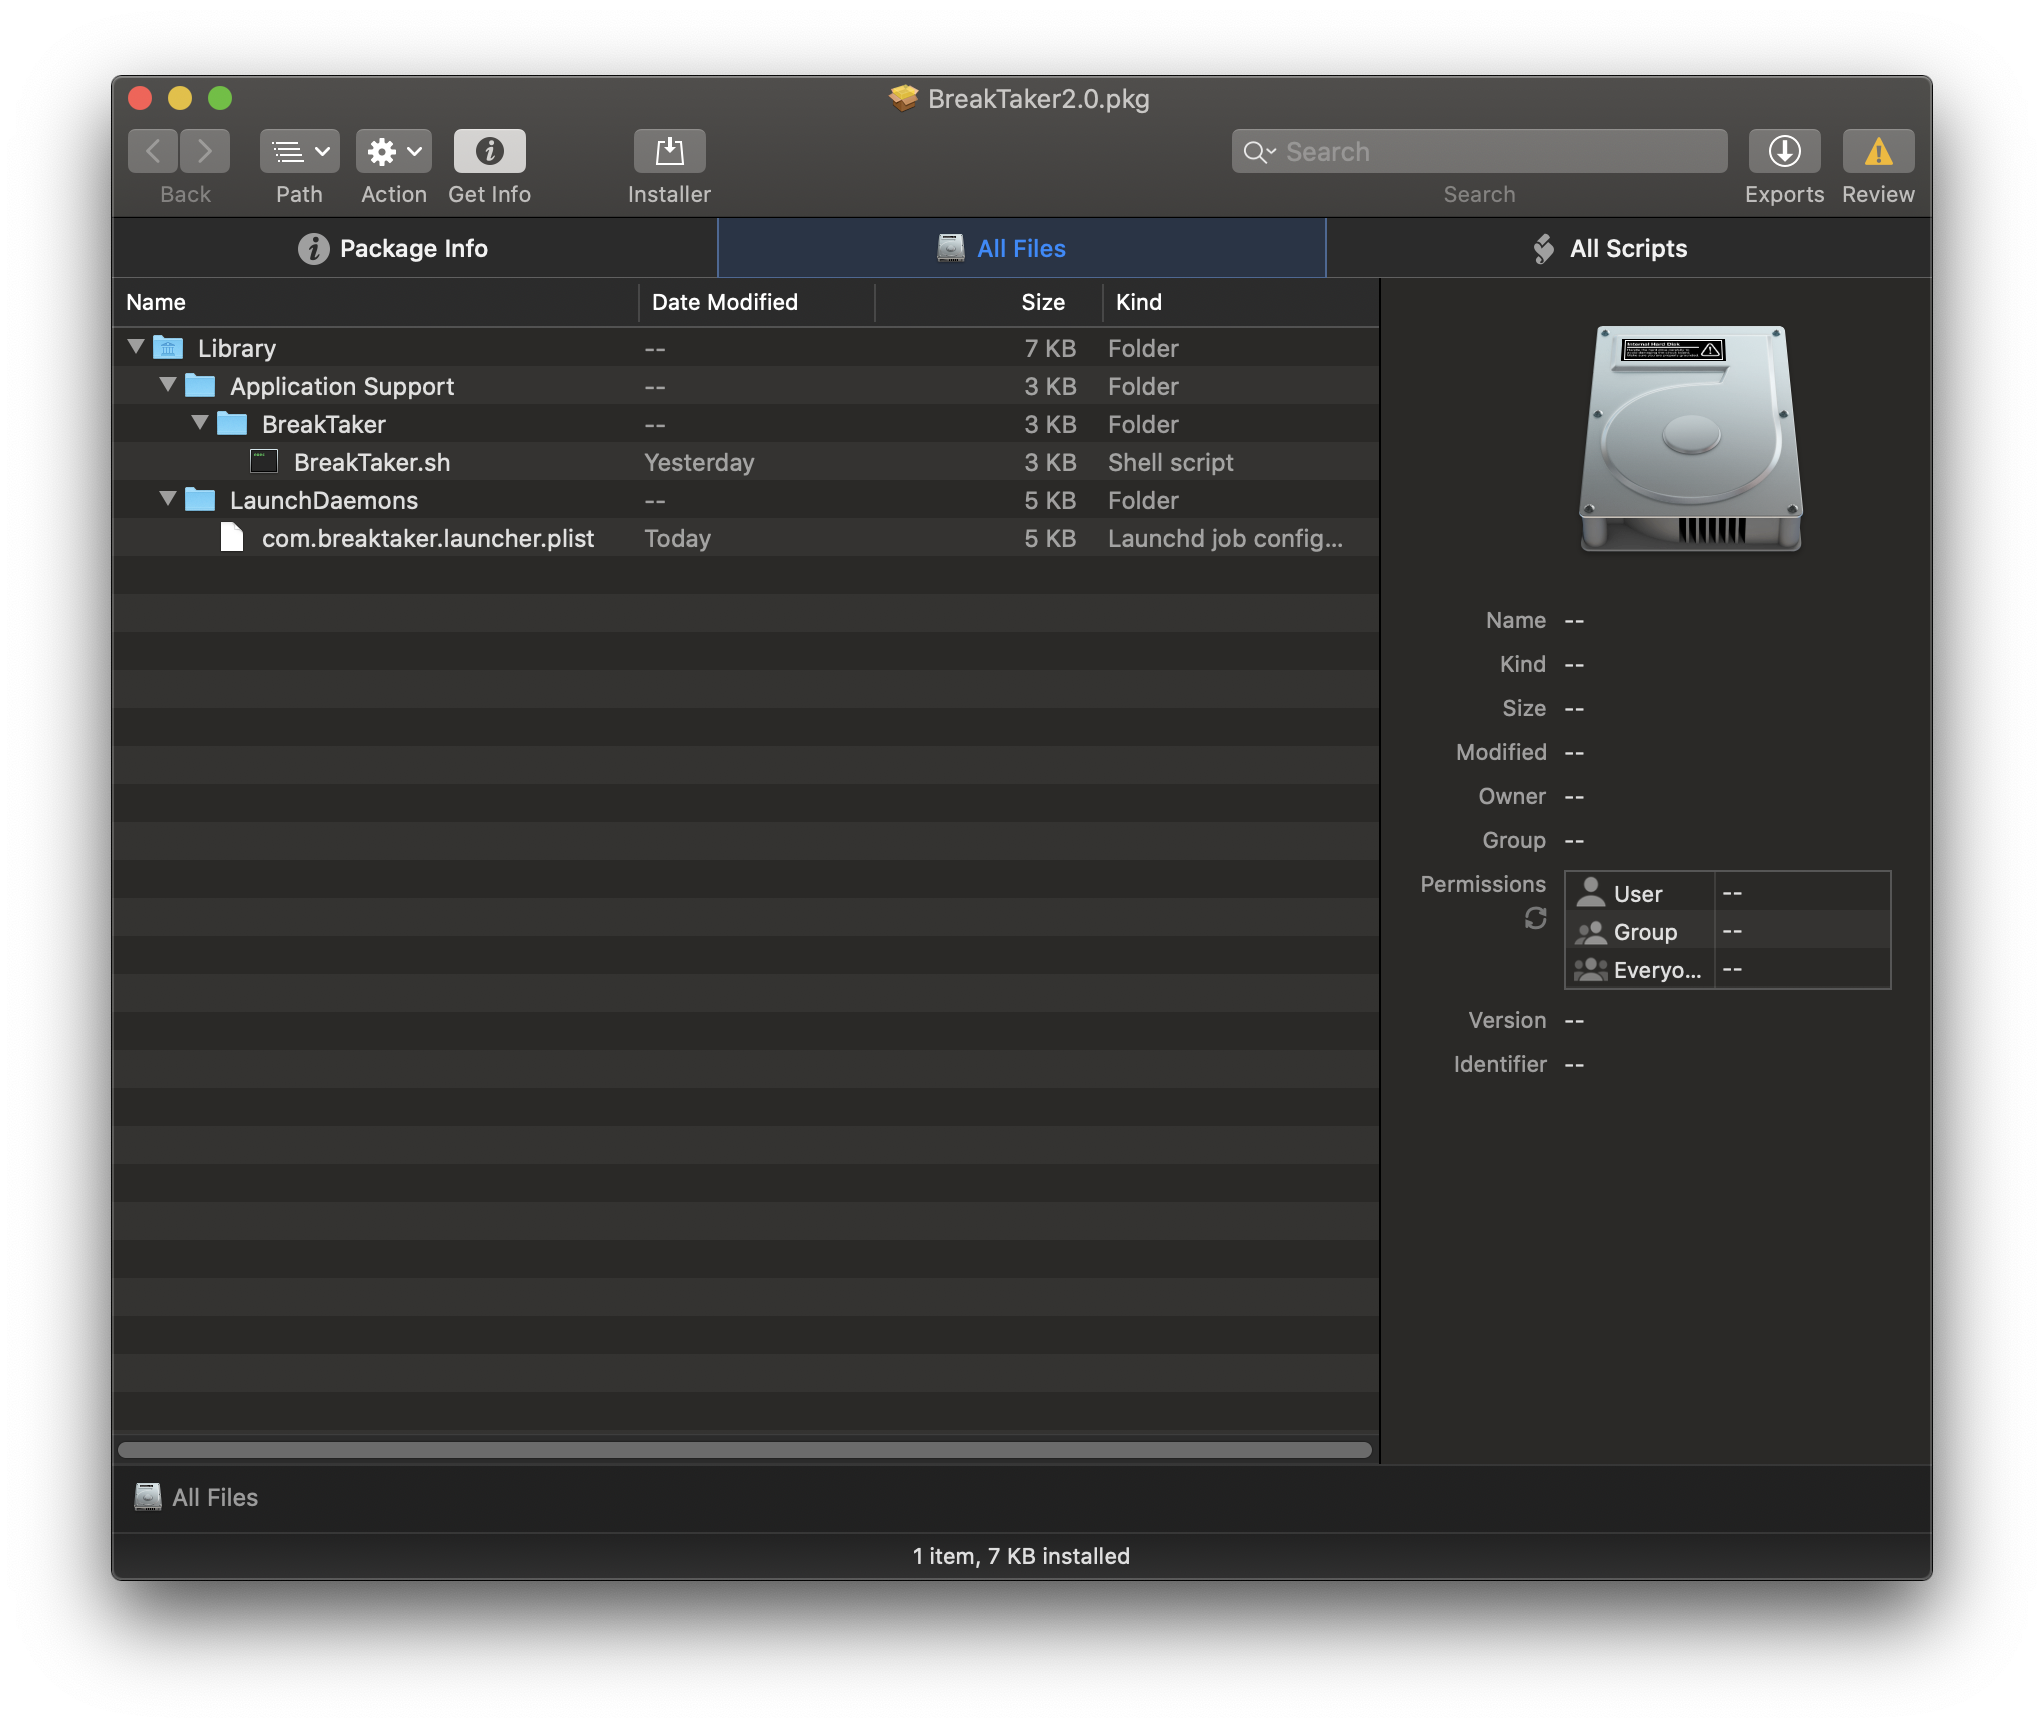 BreakTaker2.0.pkg
Back Path Action Get Info Installer Search Search Exports Review
Package Info All Files All Scripts
Name Date Modified Size Kind
Library -- 7 KB Folder
Application Support -- 3 KB Folder
BreakTaker -- 3 KB Folder
BreakTaker.sh Yesterday 3 KB Shell script
LaunchDaemons -- 5 KB Folder
com.breaktaker.launcher.plist Today 5 KB Launchd job config...
Internal Hard Disk
Name --
Kind --
Size --
Modified --
Owner --
Group --
Permissions
User --
Group --
Everyo... --
Version --
Identifier --
All Files
1 item, 7 KB installed